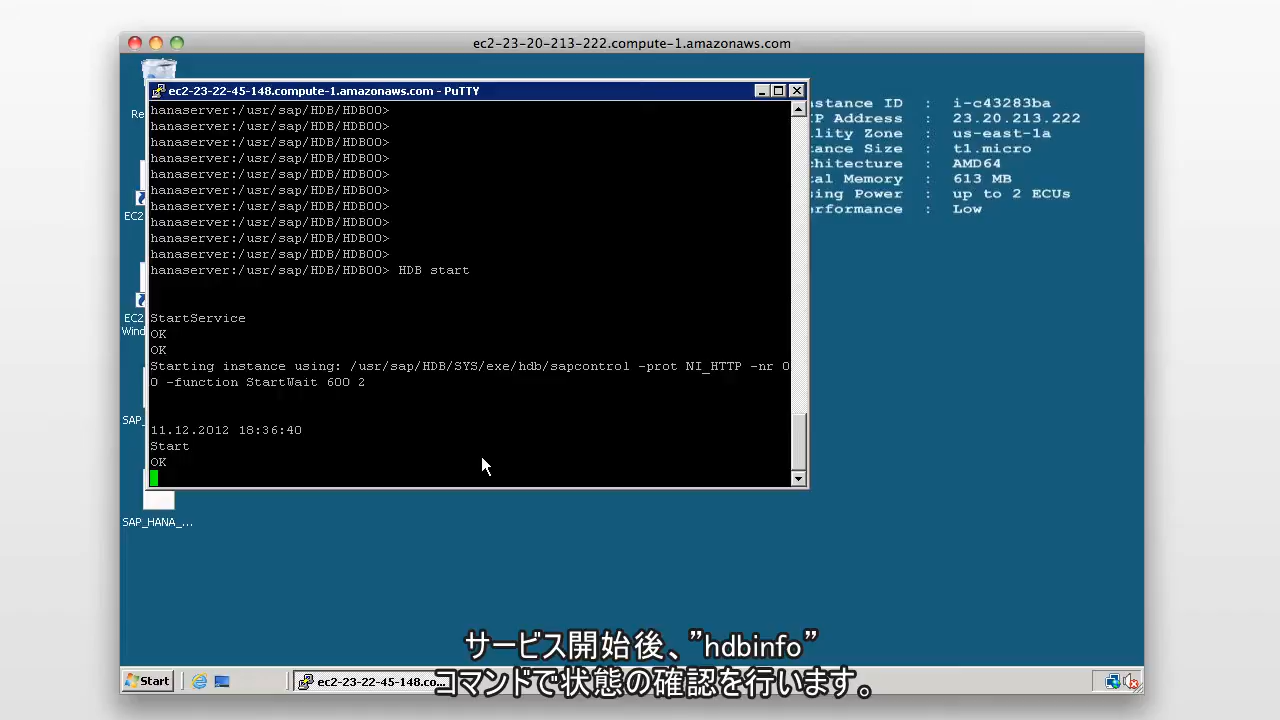 ec2-23-20-213-222.compute-1.amazonaws.com
ec2-23-22-45-148.compute-1.amazonaws.com - PuTTY
hanaserver:/usr/sap/HDB/HDB00>
hanaserver:/usr/sap/HDB/HDB00>
hanaserver:/usr/sap/HDB/HDB00>
hanaserver:/usr/sap/HDB/HDB00>
hanaserver:/usr/sap/HDB/HDB00>
hanaserver:/usr/sap/HDB/HDB00>
hanaserver:/usr/sap/HDB/HDB00>
hanaserver:/usr/sap/HDB/HDB00>
hanaserver:/usr/sap/HDB/HDB00>
hanaserver:/usr/sap/HDB/HDB00>
hanaserver:/usr/sap/HDB/HDB00> HDB start
StartService
OK
OK
Starting instance using: /usr/sap/HDB/SYS/exe/hdb/sapcontrol -prot NI_HTTP -nr 0
0 -function StartWait 600 2
11.12.2012 18:36:40
Start
OK
nstance ID : i-c43283ba
IP Address : 23.20.213.222
ility Zone : us-east-1a
tance Size : t1.micro
chitecture : AMD64
tal Memory : 613 MB
sing Power : up to 2 ECUs
erformance : Low
Re
EC2
EC2
Wind
SAP_
SAP_HANA_...
サービス開始後、”hdbinfo”
コマンドで状態の確認を行います。
Start
ec2-23-22-45-148.co...